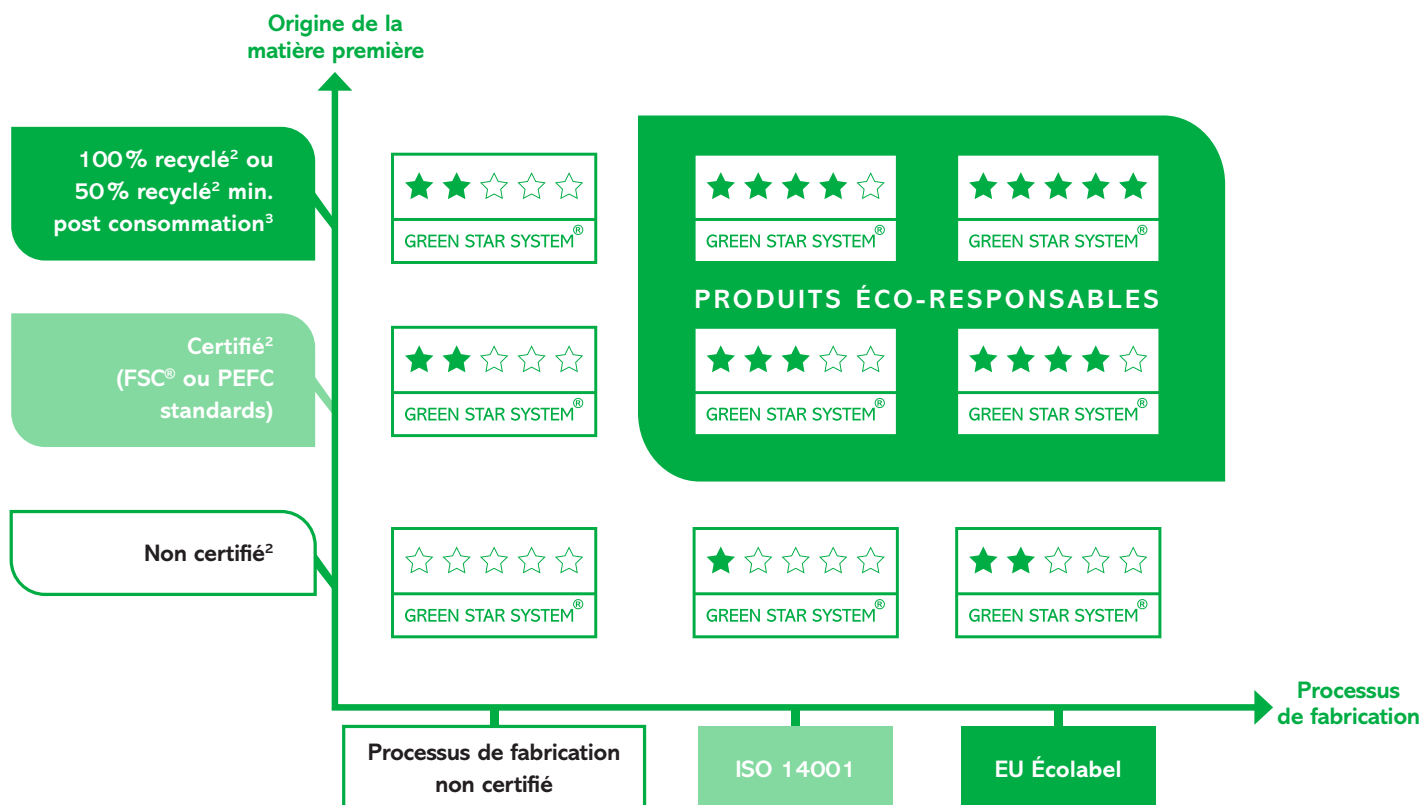 Origine de la
matière première
100 % recyclé² ou
50 % recyclé² min.
post consommation³
GREEN STAR SYSTEM®
GREEN STAR SYSTEM®
GREEN STAR SYSTEM®
PRODUITS ÉCO-RESPONSABLES
Certifié²
(FSC® ou PEFC
standards)
GREEN STAR SYSTEM®
GREEN STAR SYSTEM®
GREEN STAR SYSTEM®
Non certifié²
GREEN STAR SYSTEM®
GREEN STAR SYSTEM®
GREEN STAR SYSTEM®
Processus
de fabrication
Processus de fabrication
non certifié
ISO 14001
EU Écolabel